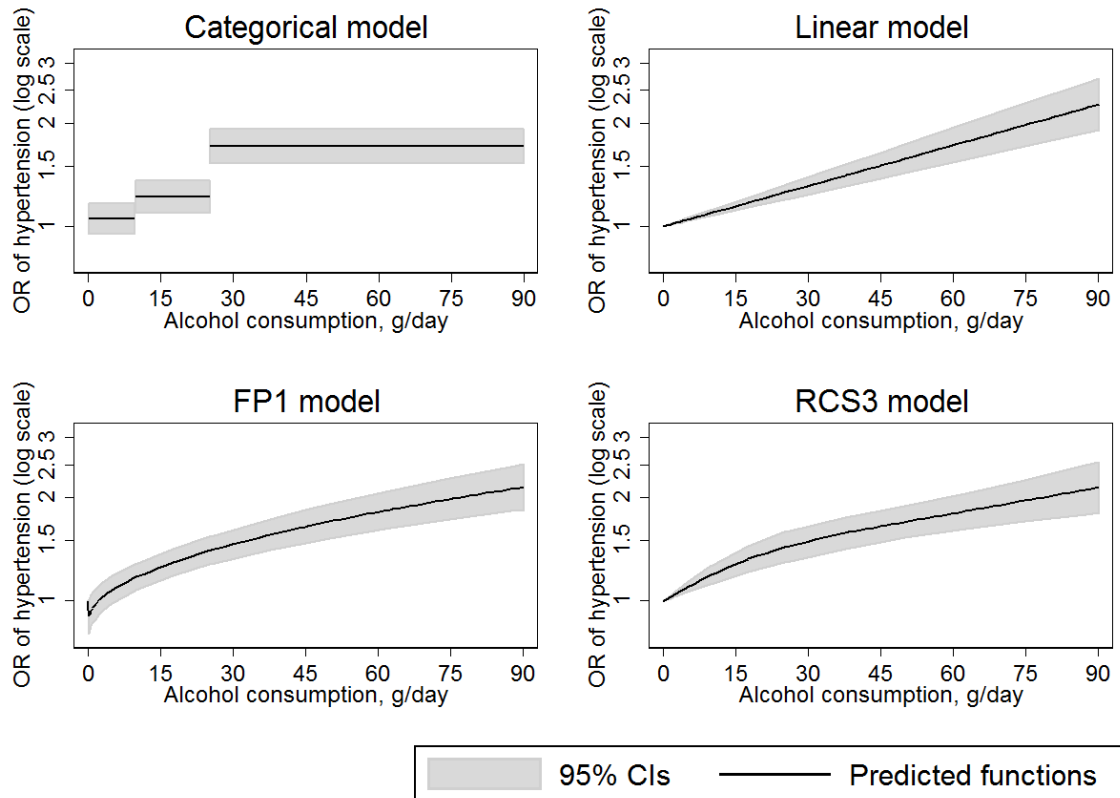 Categorical model
OR of hypertension (log scale)
1 1.5 2 2.5 3
0 15 30 45 60 75 90
Alcohol consumption, g/day
Linear model
OR of hypertension (log scale)
1 1.5 2 2.5 3
0 15 30 45 60 75 90
Alcohol consumption, g/day
FP1 model
OR of hypertension (log scale)
1 1.5 2 2.5 3
0 15 30 45 60 75 90
Alcohol consumption, g/day
RCS3 model
OR of hypertension (log scale)
1 1.5 2 2.5 3
0 15 30 45 60 75 90
Alcohol consumption, g/day
95% CIs Predicted functions